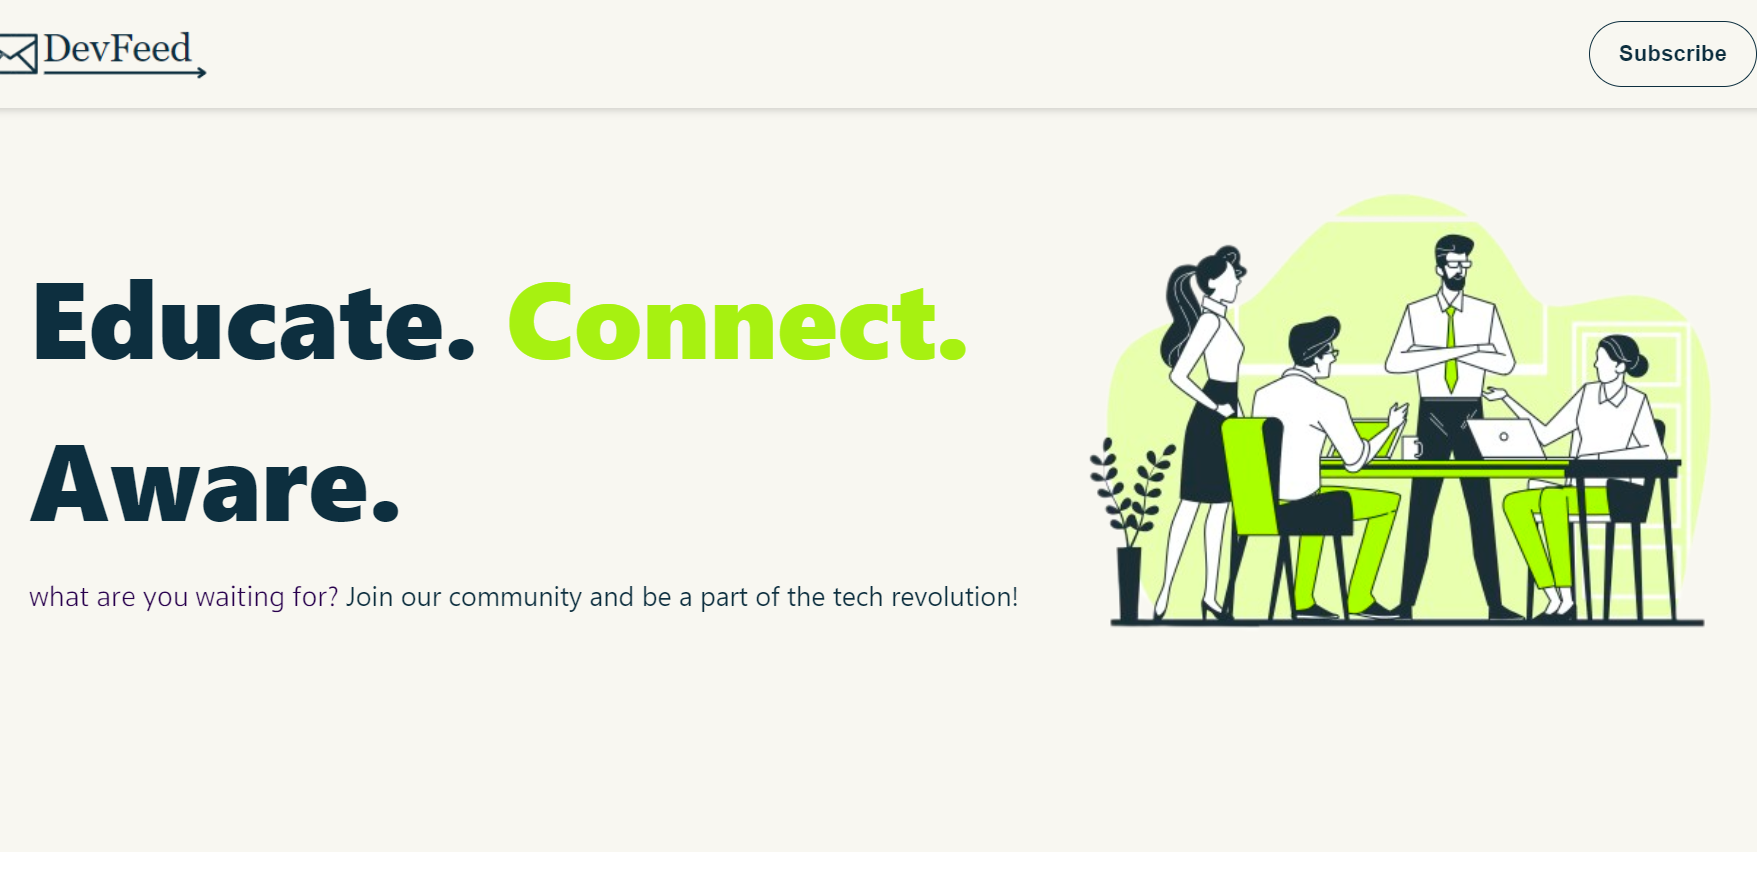 DevFeed
Subscribe
Educate. Connect.
Aware.
what are you waiting for? Join our community and be a part of the tech revolution!